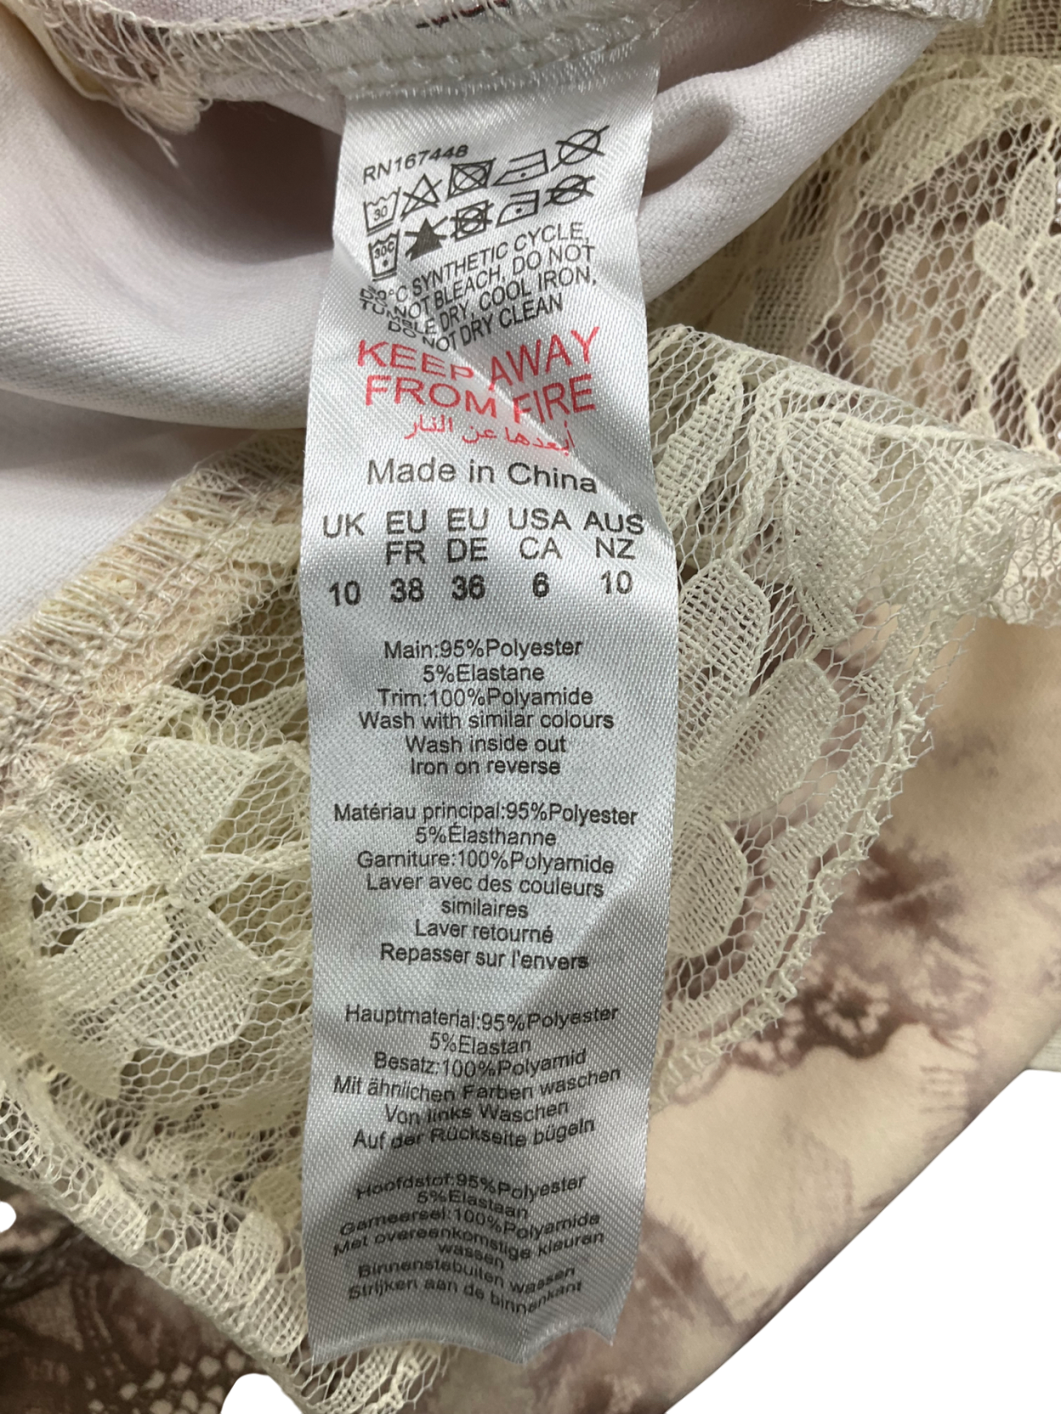 RN167448
30
30C
30°C SYNTHETIC CYCLE,
DO NOT BLEACH, DO NOT
TUMBLE DRY, COOL IRON,
DO NOT DRY CLEAN
KEEP AWAY
FROM FIRE
أبعدها عن النار
Made in China
UK EU EU USA AUS
FR DE CA NZ
10 38 36 6 10
Main:95%Polyester
5%Elastane
Trim:100%Polyamide
Wash with similar colours
Wash inside out
Iron on reverse
Matériau principal:95%Polyester
5%Élasthanne
Garniture:100%Polyamide
Laver avec des couleurs
similaires
Laver retourné
Repasser sur l'envers
Hauptmaterial:95%Polyester
5%Elastan
Besatz:100%Polyamid
Mit ähnlichen Farben waschen
Von links Waschen
Auf der Rückseite bügeln
Hoofdstof:95%Polyester
5%Elastaan
Garneersel:100%Polyamide
Met overeenkomstige kleuren
wassen
Binnenstebuiten wassen
Strijken aan de binnenkant